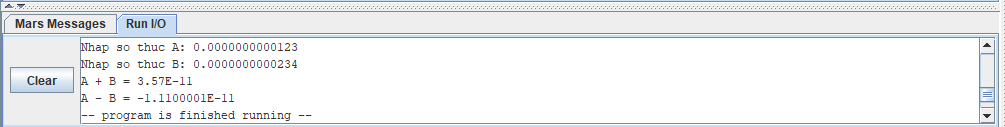 Mars Messages Run I/O
Nhap so thuc A: 0.0000000000123
Nhap so thuc B: 0.0000000000234
Clear
A + B = 3.57E-11
A - B = -1.1100001E-11
-- program is finished running --